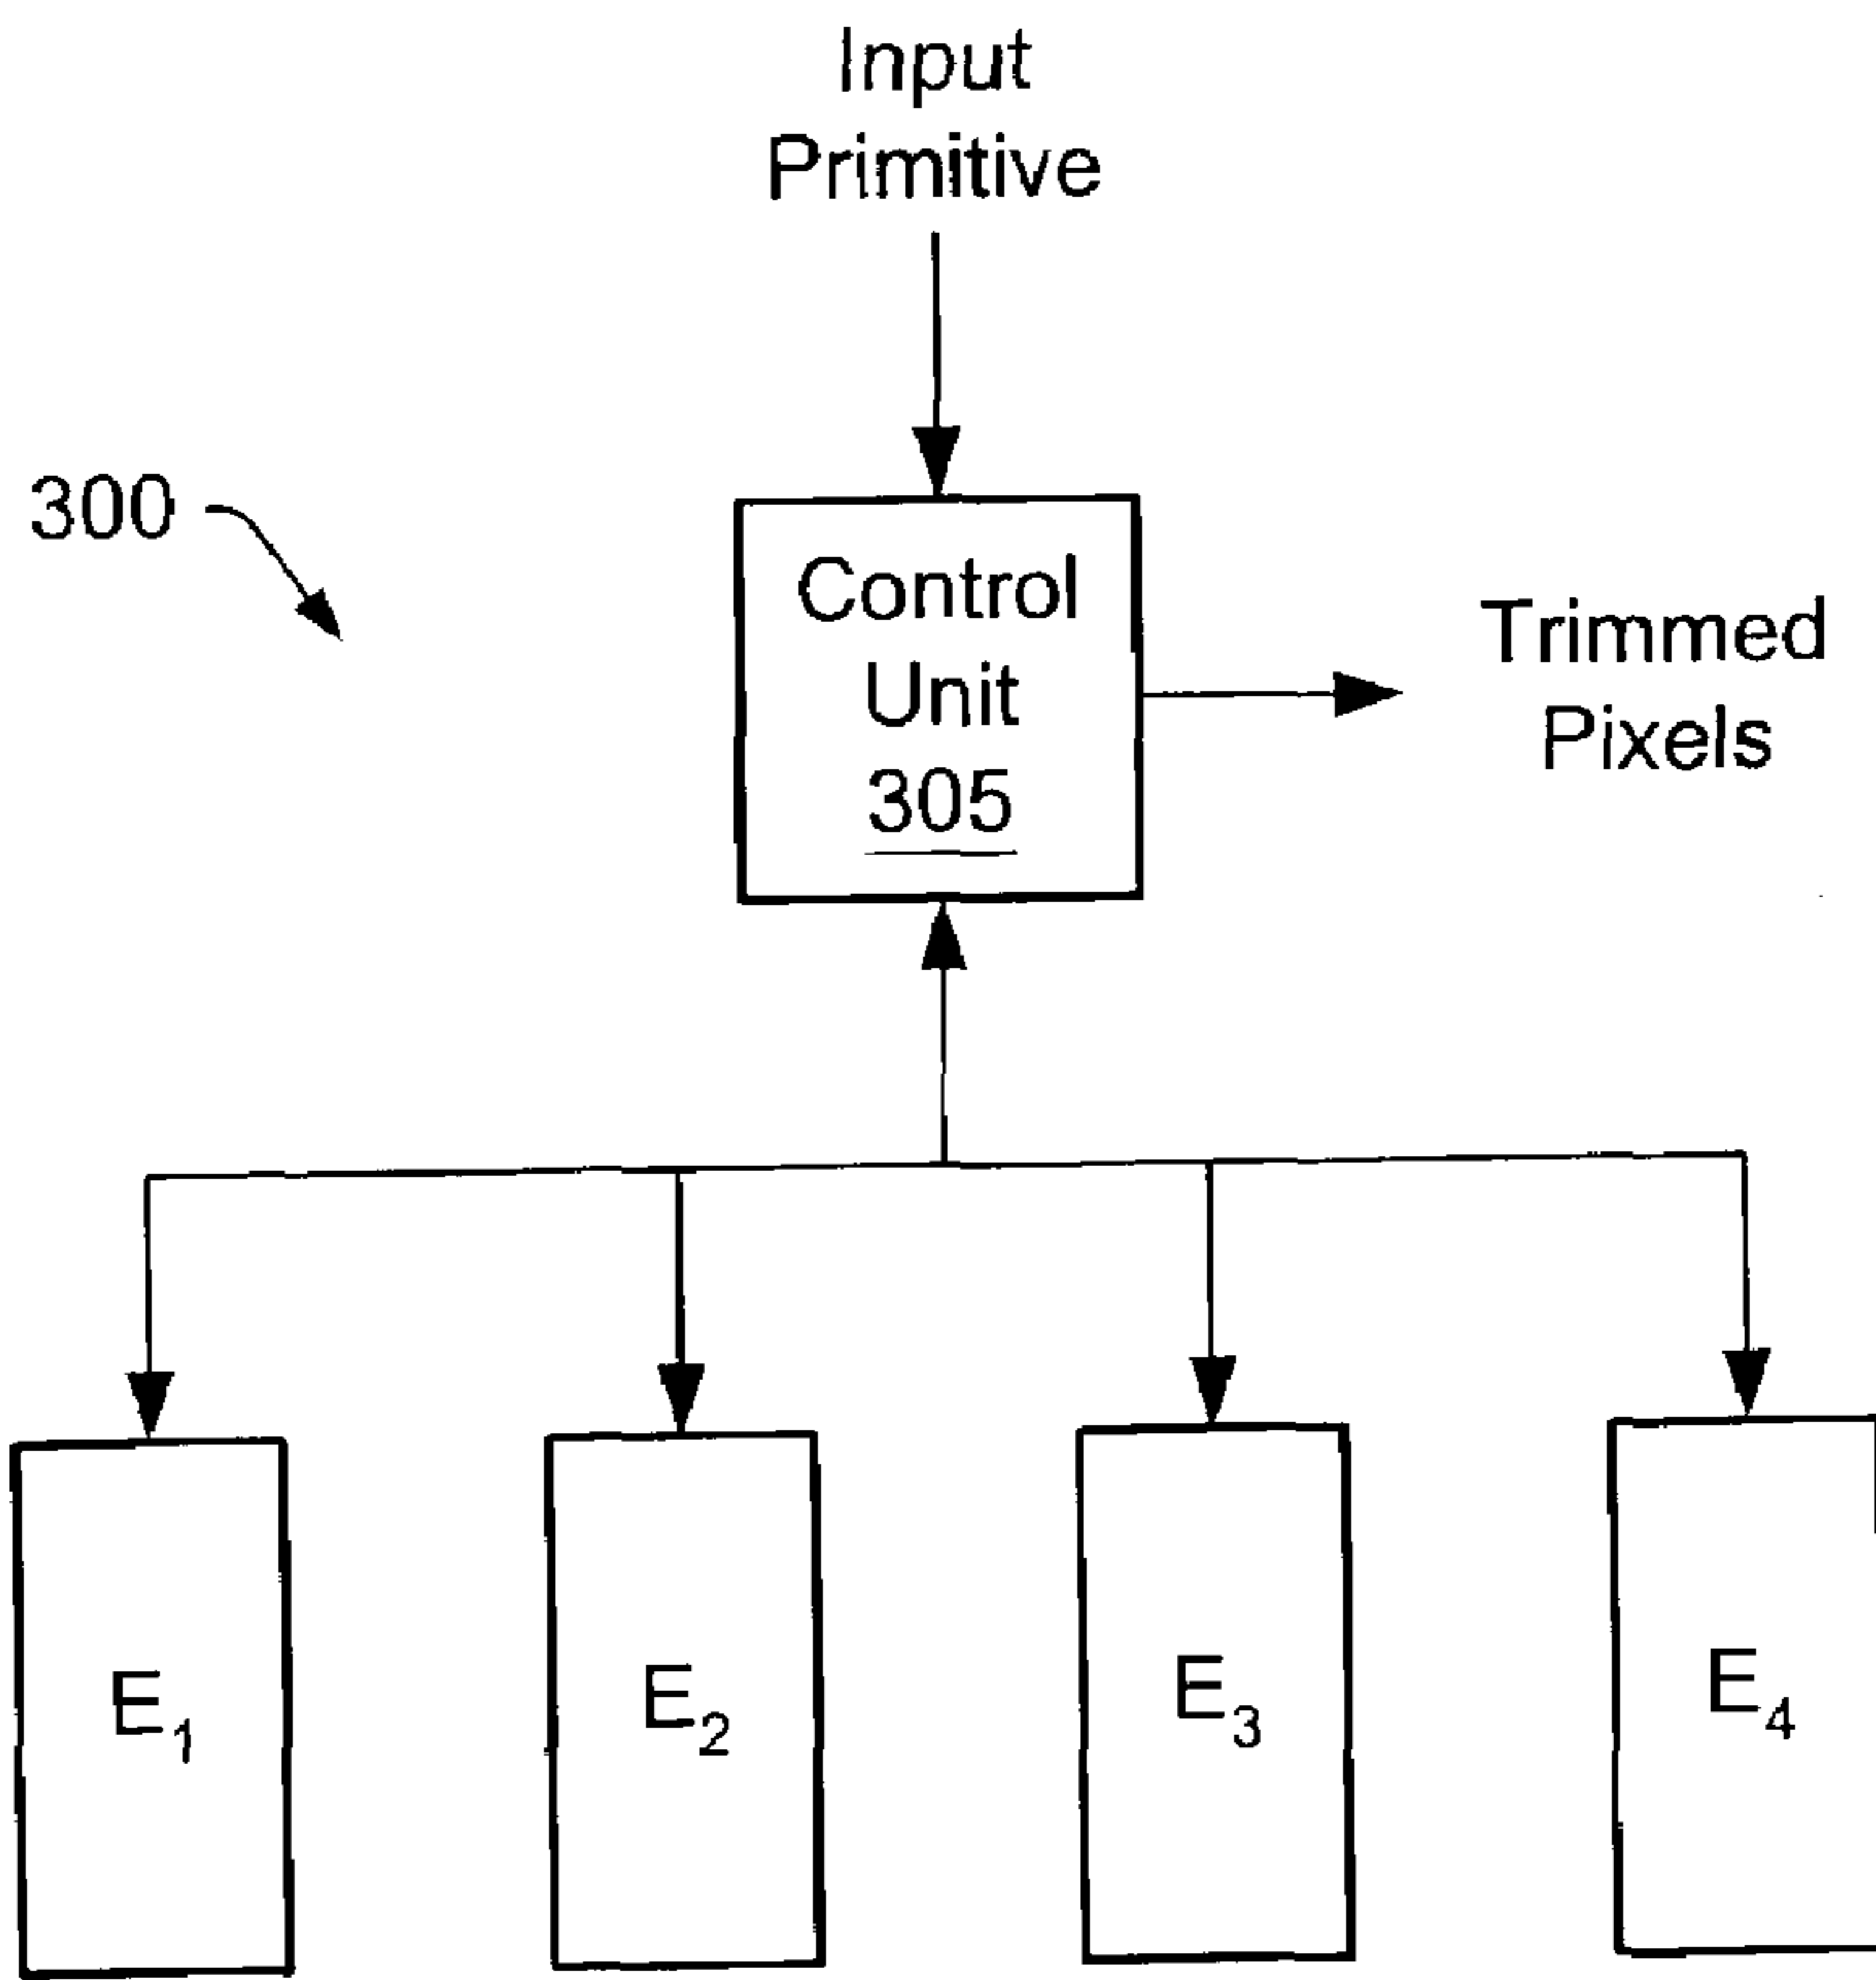 Input
Primitive
300
Control
Unit
305
Trimmed
Pixels
E₁
E₂
E₃
E₄